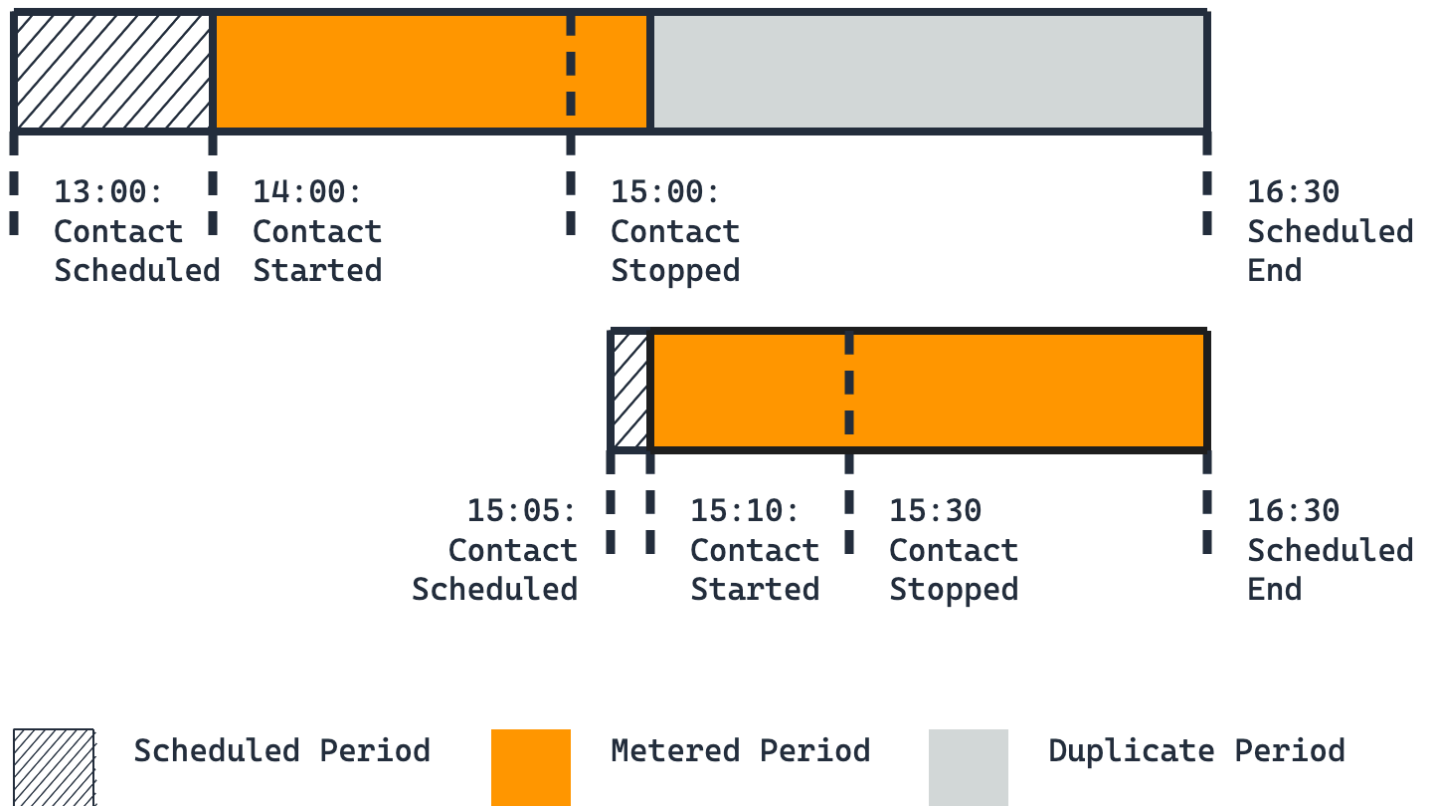 13:00:
Contact
Scheduled
14:00:
Contact
Started
15:00:
Contact
Stopped
16:30
Scheduled
End
15:05:
Contact
Scheduled
15:10:
Contact
Started
15:30
Contact
Stopped
16:30
Scheduled
End
Scheduled Period
Metered Period
Duplicate Period